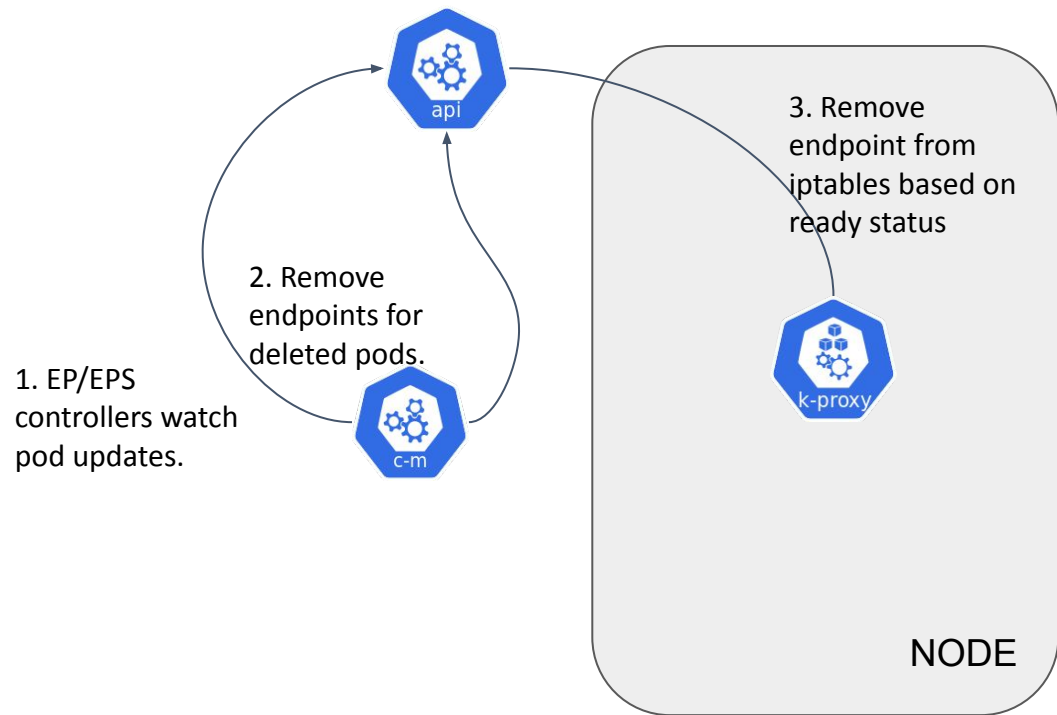 api
3. Remove
endpoint from
iptables based on
ready status
2. Remove
endpoints for
deleted pods.
1. EP/EPS
controllers watch
pod updates.
c-m
k-proxy
NODE